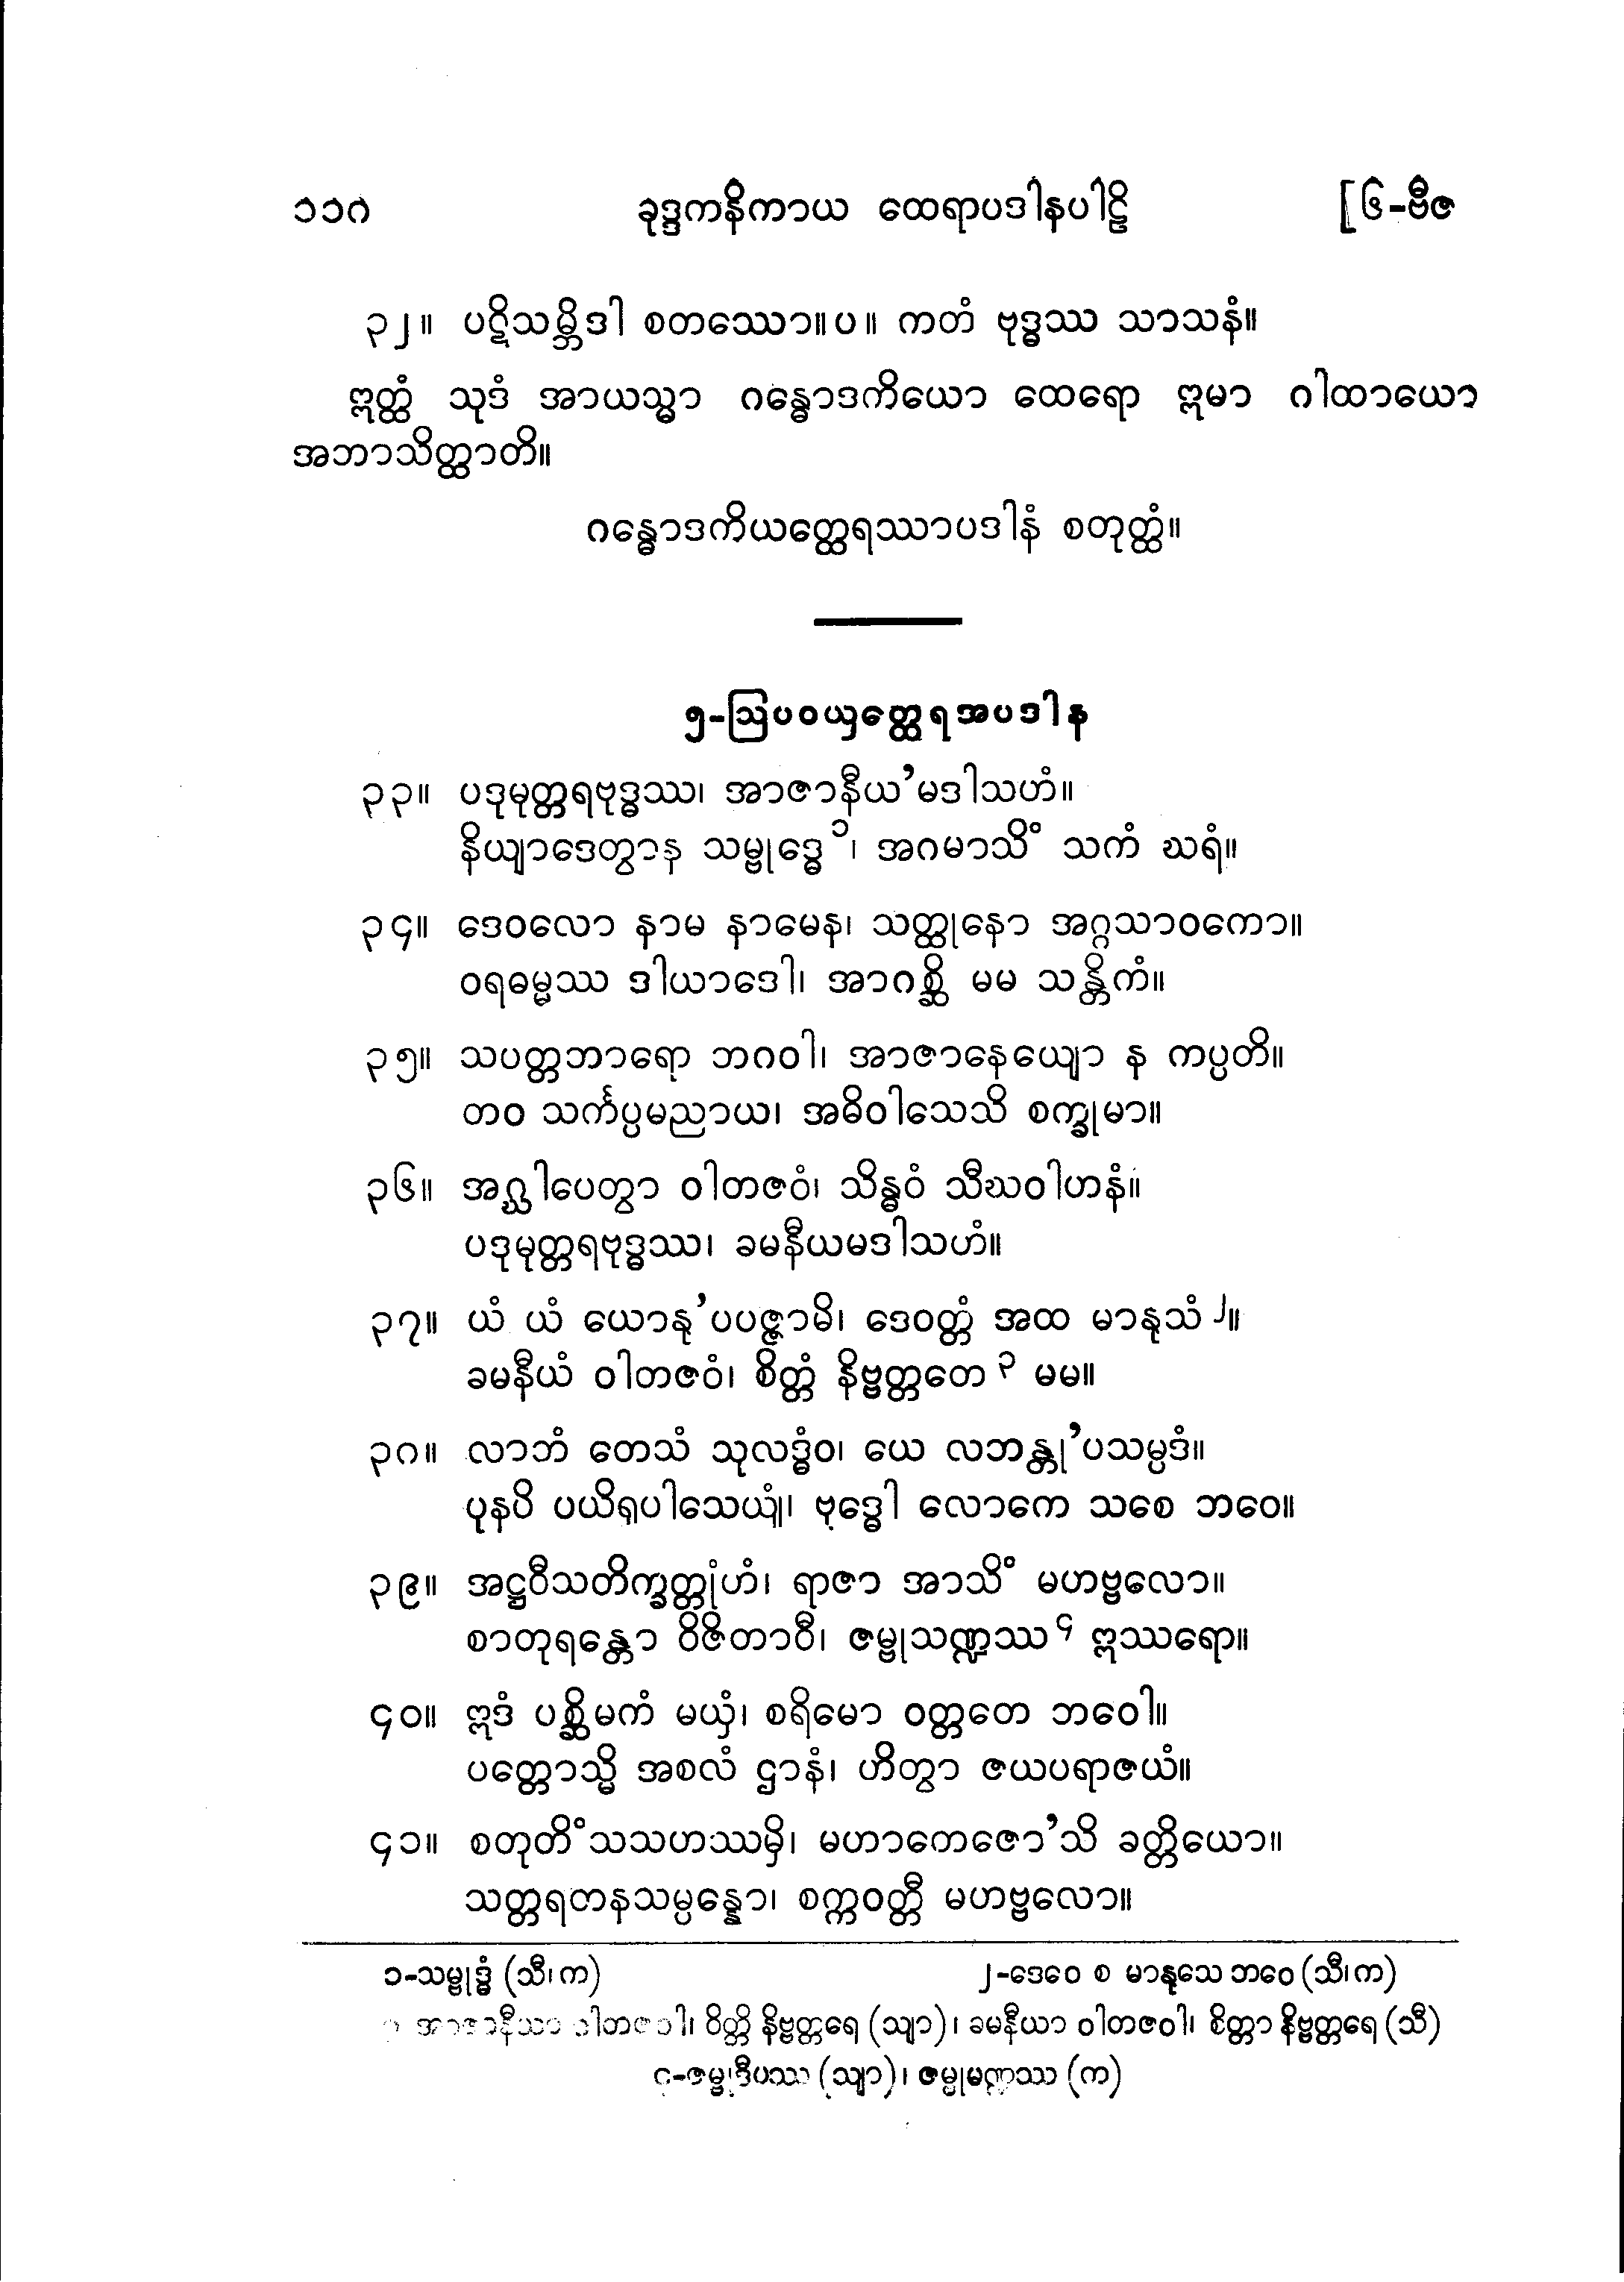 ၁၁၈ ခုဒ္ဒကနိကာယ ထေရာပဒါနပါဠိ [၆-ဗီဇ
၃၂။ ပဋိသမ္ဘိဒါ စတဿော။ပ။ ကတံ ဗုဒ္ဓဿ သာသနံ။
ဣတ္ထံ သုဒံ အာယသ္မာ ဂန္ဓောဒကိယော ထေရော ဣမာ ဂါထာယော
အဘာသိတ္ထာတိ။
ဂန္ဓောဒကိယတ္ထေရဿာပဒါနံ စတုတ္ထံ။
၅-ဩပဝယှတ္ထေရအပဒါန
၃၃။ ပဒုမုတ္တရဗုဒ္ဓဿ၊ အာဇာနီယ’မဒါသဟံ။
နိယျာဒေတွာန သမ္ဗုဒ္ဓေ ၁၊ အဂမာသိံ သကံ ဃရံ။
၃၄။ ဒေဝလော နာမ နာမေန၊ သတ္ထုနော အဂ္ဂသာဝကော။
ဝရဓမ္မဿ ဒါယာဒေါ၊ အာဂစ္ဆိ မမ သန္တိကံ။
၃၅။ သပတ္တဘာရော ဘဂဝါ၊ အာဇာနေယျော န ကပ္ပတိ။
တဝ သင်္ကပ္ပမညာယ၊ အဓိဝါသေသိ စက္ခုမာ။
၃၆။ အဂ္ဃါပေတွာ ဝါတဇဝံ၊ သိန္ဓဝံ သီဃဝါဟနံ။
ပဒုမုတ္တရဗုဒ္ဓဿ၊ ခမနီယမဒါသဟံ။
၃၇။ ယံ ယံ ယောနု’ပပဇ္ဇာမိ၊ ဒေဝတ္တံ အထ မာနုသံ ၂။
ခမနီယံ ဝါတဇဝံ၊ စိတ္တံ နိဗ္ဗတ္တတေ ၃ မမ။
၃၈။ လာဘံ တေသံ သုလဒ္ဓံဝ၊ ယေ လဘန္တု’ပသမ္ပဒံ။
ပုနပိ ပယိရုပါသေယျံ၊ ဗုဒ္ဓေါ လောကေ သစေ ဘဝေ။
၃၉။ အဋ္ဌဝီသတိက္ခတ္တုံဟံ၊ ရာဇာ အာသိံ မဟဗ္ဗလော။
စာတုရန္တော ဝိဇိတာဝီ၊ ဇမ္ဗုသဏ္ဍဿ ၄ ဣဿရော။
၄၀။ ဣဒံ ပစ္ဆိမကံ မယှံ၊ စရိမော ဝတ္တတေ ဘဝေါ။
ပတ္တောသ္မိ အစလံ ဌာနံ၊ ဟိတွာ ဇယပရာဇယံ။
၄၁။ စတုတိံသသဟဿမှိ၊ မဟာတေဇော’သိ ခတ္တိယော။
သတ္တရတနသမ္ပန္နော၊ စက္ကဝတ္တီ မဟဗ္ဗလော။
၁-သမ္ဗုဒ္ဓံ (သီ၊က) ၂-ဒေဝေ စ မာနုသေ ဘဝေ (သီ၊က)
၃ အာဇာနီယာ ဝါတဇဝါ၊ ဝိတ္တိ နိဗ္ဗတ္တရေ (သျာ)၊ ခမနီယာ ဝါတဇဝါ၊ စိတ္တာ နိဗ္ဗတ္တရေ (သီ)
၄-ဇမ္ဗုဒီပဿ (သျာ)၊ ဇမ္ဗုမဏ္ဍဿ (က)